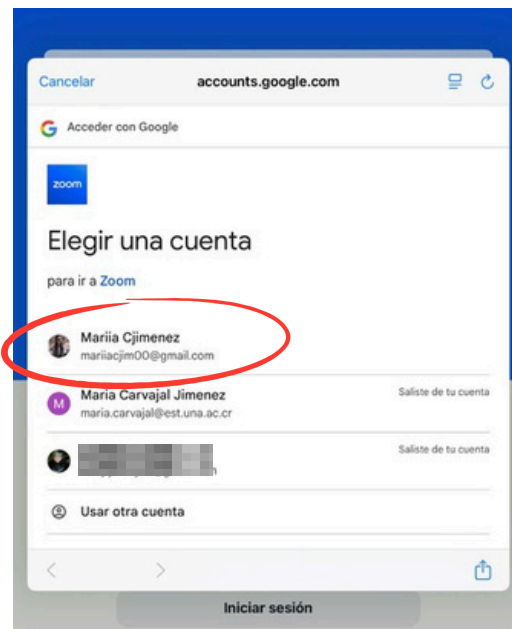 Cancelar
accounts.google.com
Acceder con Google
zoom
Elegir una cuenta
para ir a Zoom
Mariia Cjimenez
mariiacjim00@gmail.com
Maria Carvajal Jimenez
Saliste de tu cuenta
M
maria.carvajal@est.una.ac.cr
Saliste de tu cuenta
Usar otra cuenta
Iniciar sesión